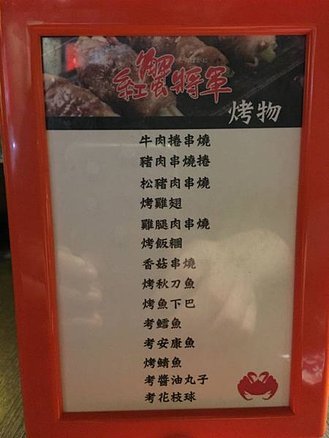 紅蟳將軍
烤物
牛肉捲串燒
豬肉串燒捲
松豬肉串燒
烤雞翅
雞腿肉串燒
烤飯糰
香菇串燒
烤秋刀魚
烤魚下巴
考鱈魚
考安康魚
烤鯖魚
考醬油丸子
考花枝球